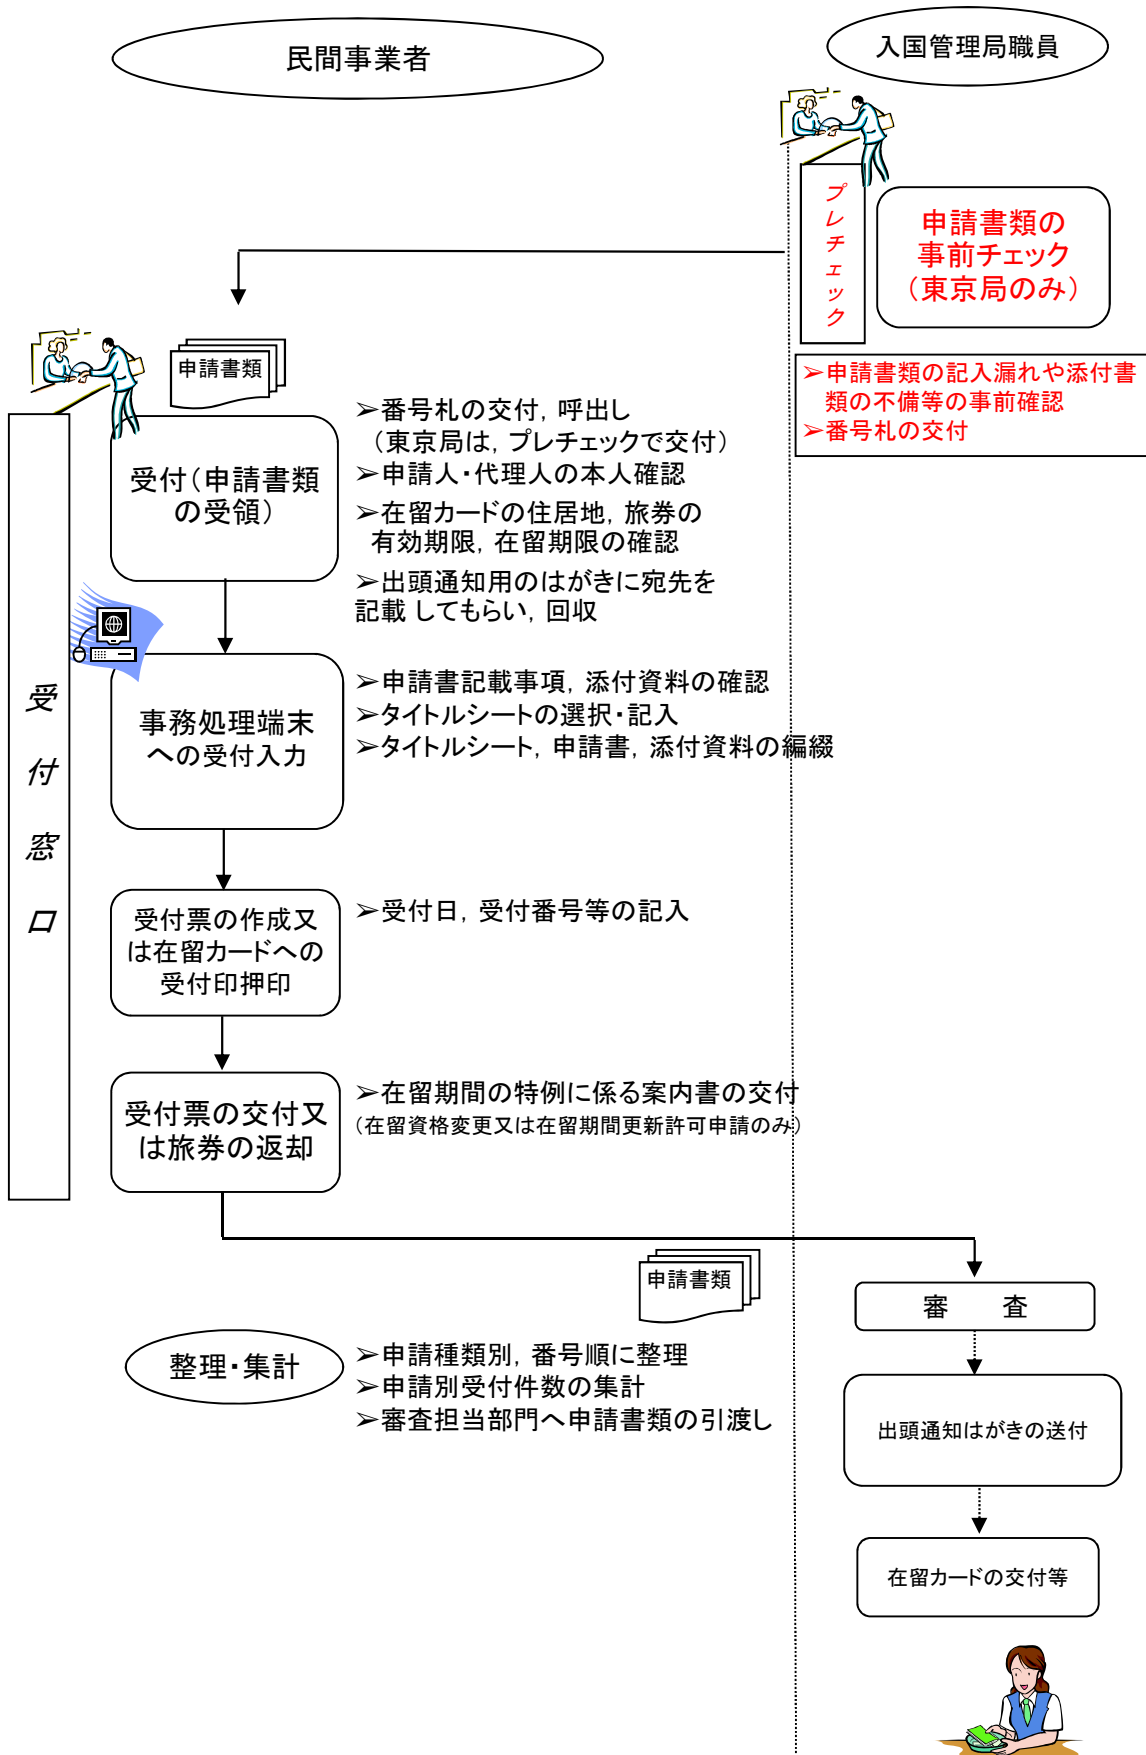 民間事業者
入国管理局職員
プレチェック
申請書類の
事前チェック
(東京局のみ)
➢申請書類の記入漏れや添付書
類の不備等の事前確認
➢番号札の交付
申請書類
受付窓口
受付(申請書類
の受領)
➢番号札の交付, 呼出し
(東京局は, プレチェックで交付)
➢申請人・代理人の本人確認
➢在留カードの住居地, 旅券の
有効期限, 在留期限の確認
➢出頭通知用のはがきに宛先を
記載 してもらい, 回収
事務処理端末
への受付入力
➢申請書記載事項, 添付資料の確認
➢タイトルシートの選択・記入
➢タイトルシート, 申請書, 添付資料の編綴
受付票の作成又
は在留カードへの
受付印押印
➢受付日, 受付番号等の記入
受付票の交付又
は旅券の返却
➢在留期間の特例に係る案内書の交付
(在留資格変更又は在留期間更新許可申請のみ)
申請書類
審　査
整理・集計
➢申請種類別, 番号順に整理
➢申請別受付件数の集計
➢審査担当部門へ申請書類の引渡し
出頭通知はがきの送付
在留カードの交付等